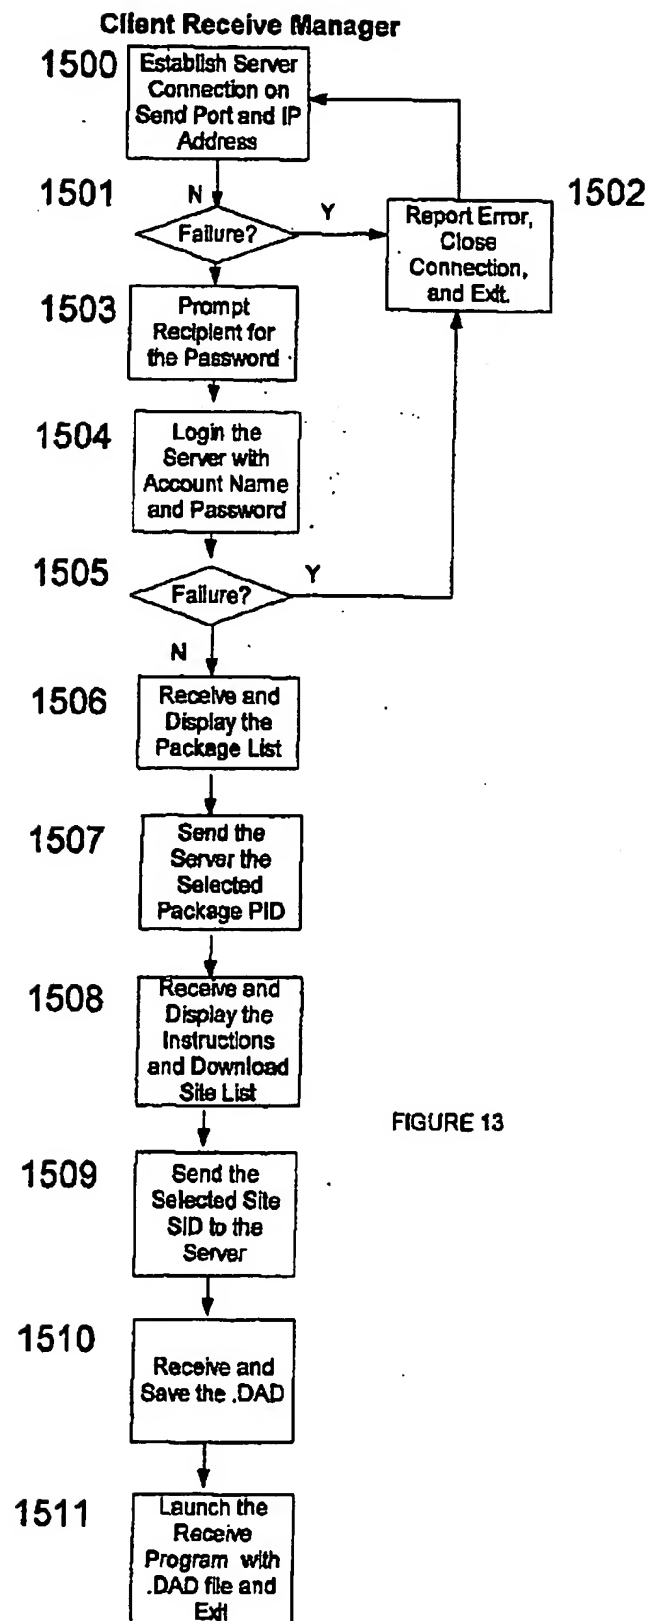 Client Receive Manager
1500
Establish Server
Connection on
Send Port and IP
Address
1501
N
Failure?
Y
1502
Report Error,
Close
Connection,
and Exit.
1503
Prompt
Recipient for
the Password
1504
Login the
Server with
Account Name
and Password
1505
Failure?
Y
N
1506
Receive and
Display the
Package List
1507
Send the
Server the
Selected
Package PID
1508
Receive and
Display the
Instructions
and Download
Site List
FIGURE 13
1509
Send the
Selected Site
SID to the
Server
1510
Receive and
Save the .DAD
1511
Launch the
Receive
Program with
.DAD file and
Exit